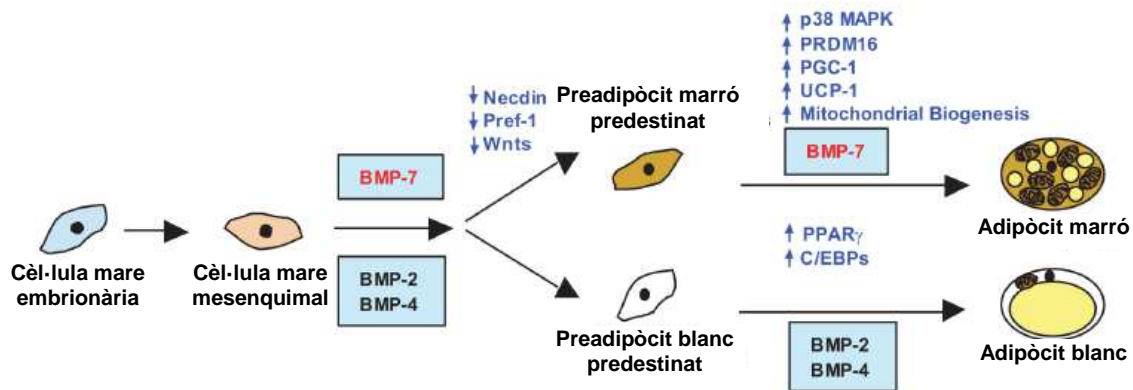 p38 MAPK
PRDM16
PGC-1
UCP-1
Mitochondrial Biogenesis
s
Necdin
Pref-1
Wnts
Preadipòcit marró
predestinat
BMP-7
BMP-7
Cèl·lula mare
embrionària
Cèl·lula mare
mesenquimal
BMP-2
BMP-4
PPARγ
C/EBPs
Adipòcit marró
Preadipòcit blanc
predestinat
BMP-2
BMP-4
Adipòcit blanc